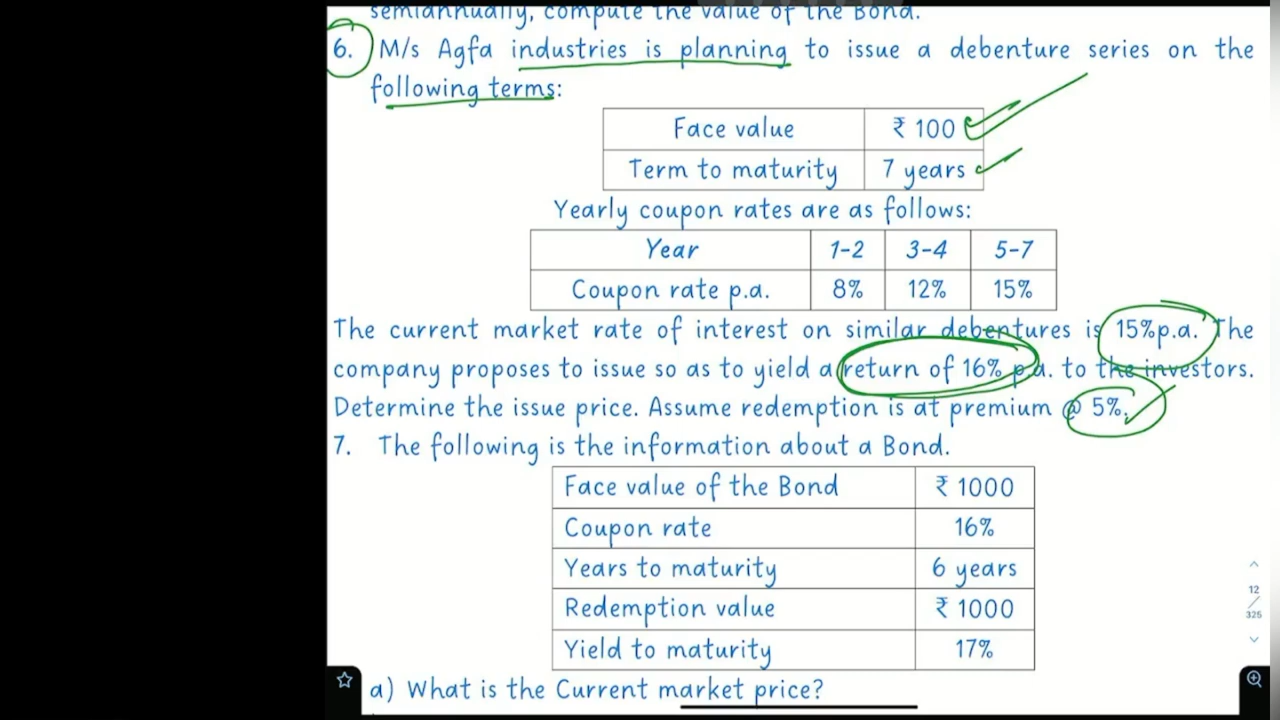 semiannually, compute the value of the Bond.
6. M/s Agfa industries is planning to issue a debenture series on the
following terms:
Face value ₹ 100
Term to maturity 7 years
Yearly coupon rates are as follows:
Year 1-2 3-4 5-7
Coupon rate p.a. 8% 12% 15%
The current market rate of interest on similar debentures is 15%p.a. The
company proposes to issue so as to yield a return of 16% p.a. to the investors.
Determine the issue price. Assume redemption is at premium @ 5%.
7. The following is the information about a Bond.
Face value of the Bond ₹ 1000
Coupon rate 16%
Years to maturity 6 years
Redemption value ₹ 1000
Yield to maturity 17%
a) What is the Current market price?
12
325